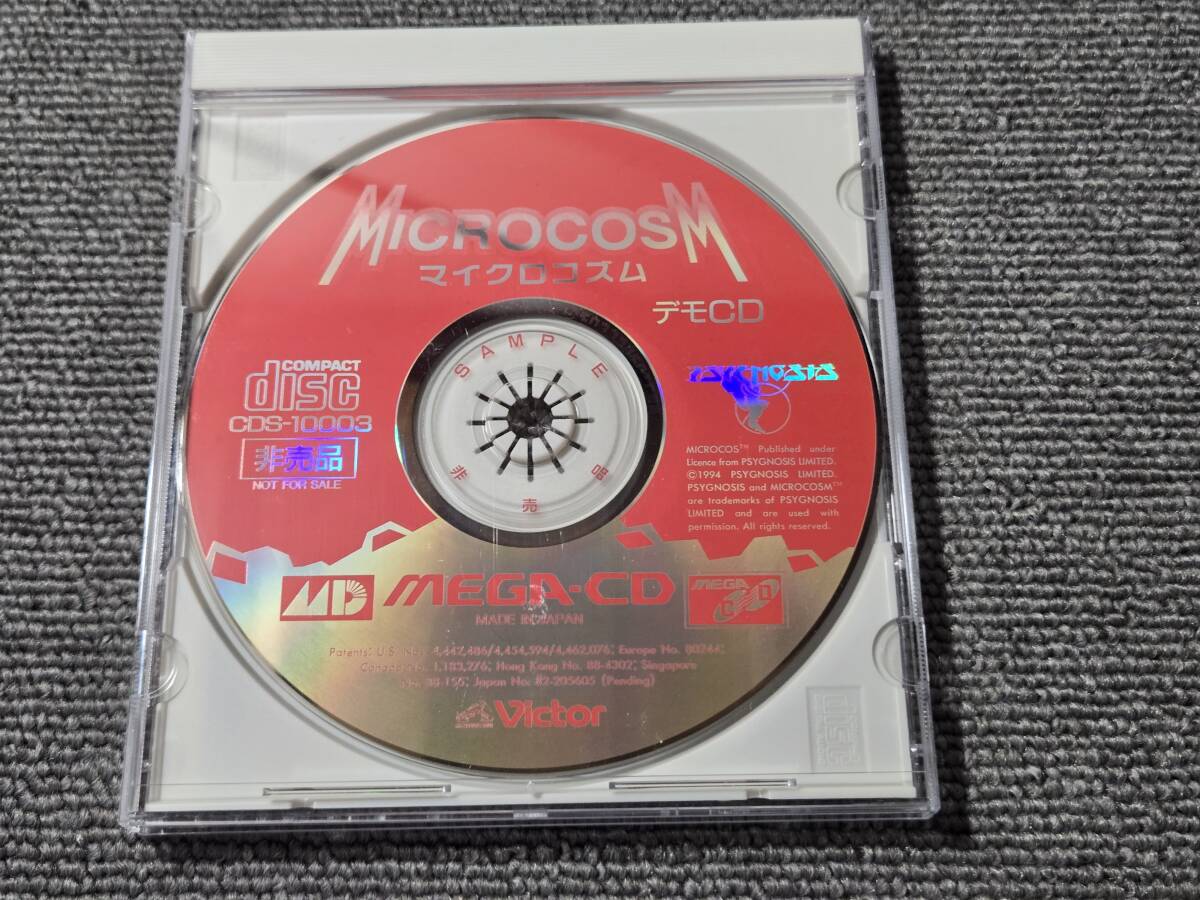 MICROCOSM
マイクロコズム
デモCD
SAMPLE
非売品
COMPACT
disc
CDS-10003
非売品
NOT FOR SALE
PSYGNOSIS
MICROCOS™ Published under
Licence from PSYGNOSIS LIMITED.
©1994 PSYGNOSIS LIMITED.
PSYGNOSIS and MICROCOSM™
are trademarks of PSYGNOSIS
LIMITED and are used with
permission. All rights reserved.
MD
MEGA-CD
MEGA
CD
MADE IN JAPAN
Patents: U.S. Nos. 4,442,486/4,454,594/4,462,076; Europe No. 80244;
Canada No. 1,183,276; Hong Kong No. 88-4302; Singapore
No. 88-155; Japan No. 82-205605 (Pending)
Victor
disc